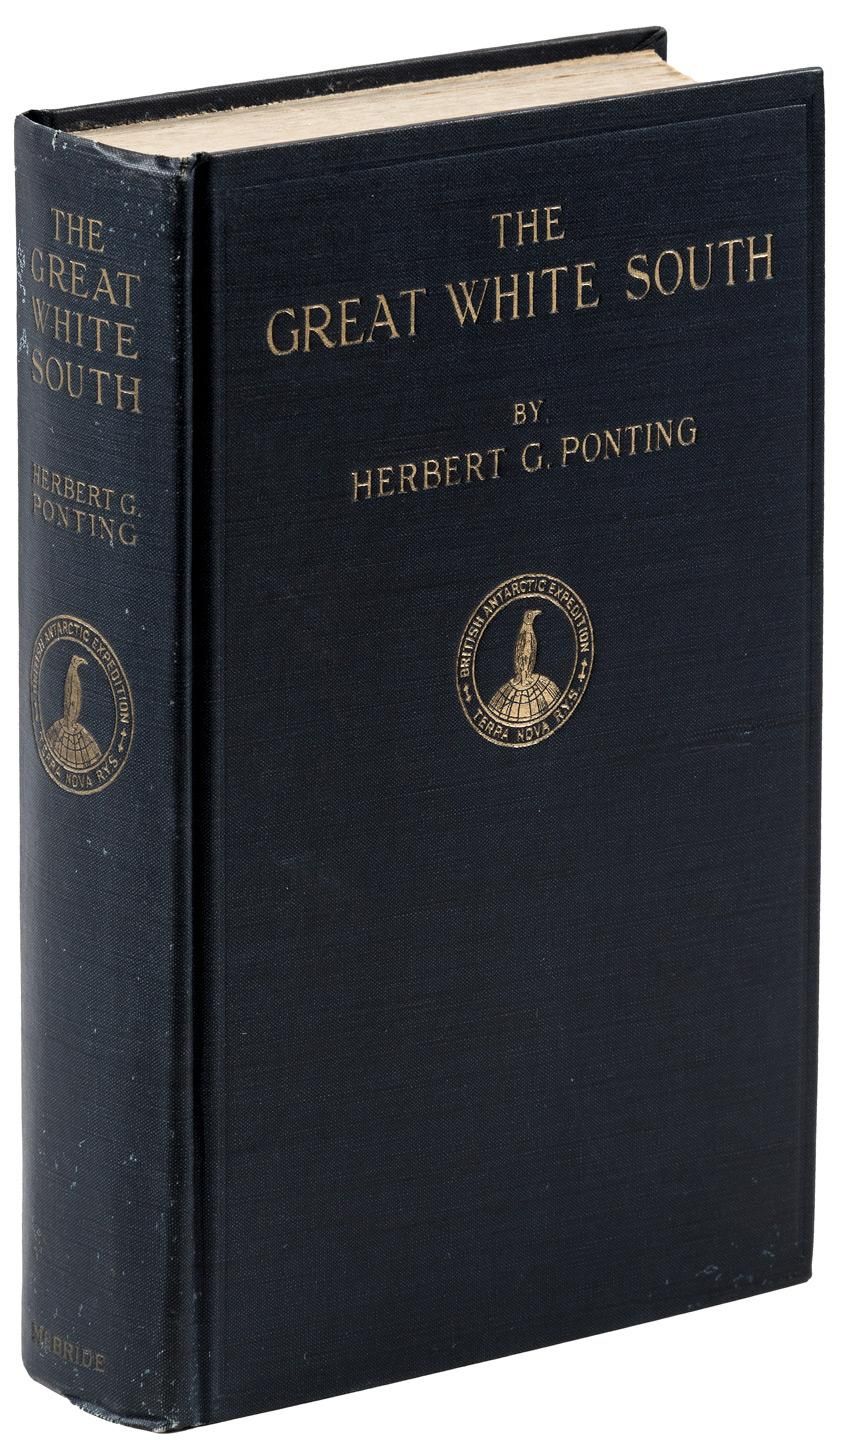 THE
GREAT
WHITE
SOUTH
HERBERT G.
PONTING
BRITISH ANTARCTIC EXPEDITION
TERRA NOVA RYS.
McBRIDE
THE
GREAT WHITE SOUTH
BY
HERBERT G. PONTING
BRITISH ANTARCTIC EXPEDITION
TERRA NOVA R.Y.S.